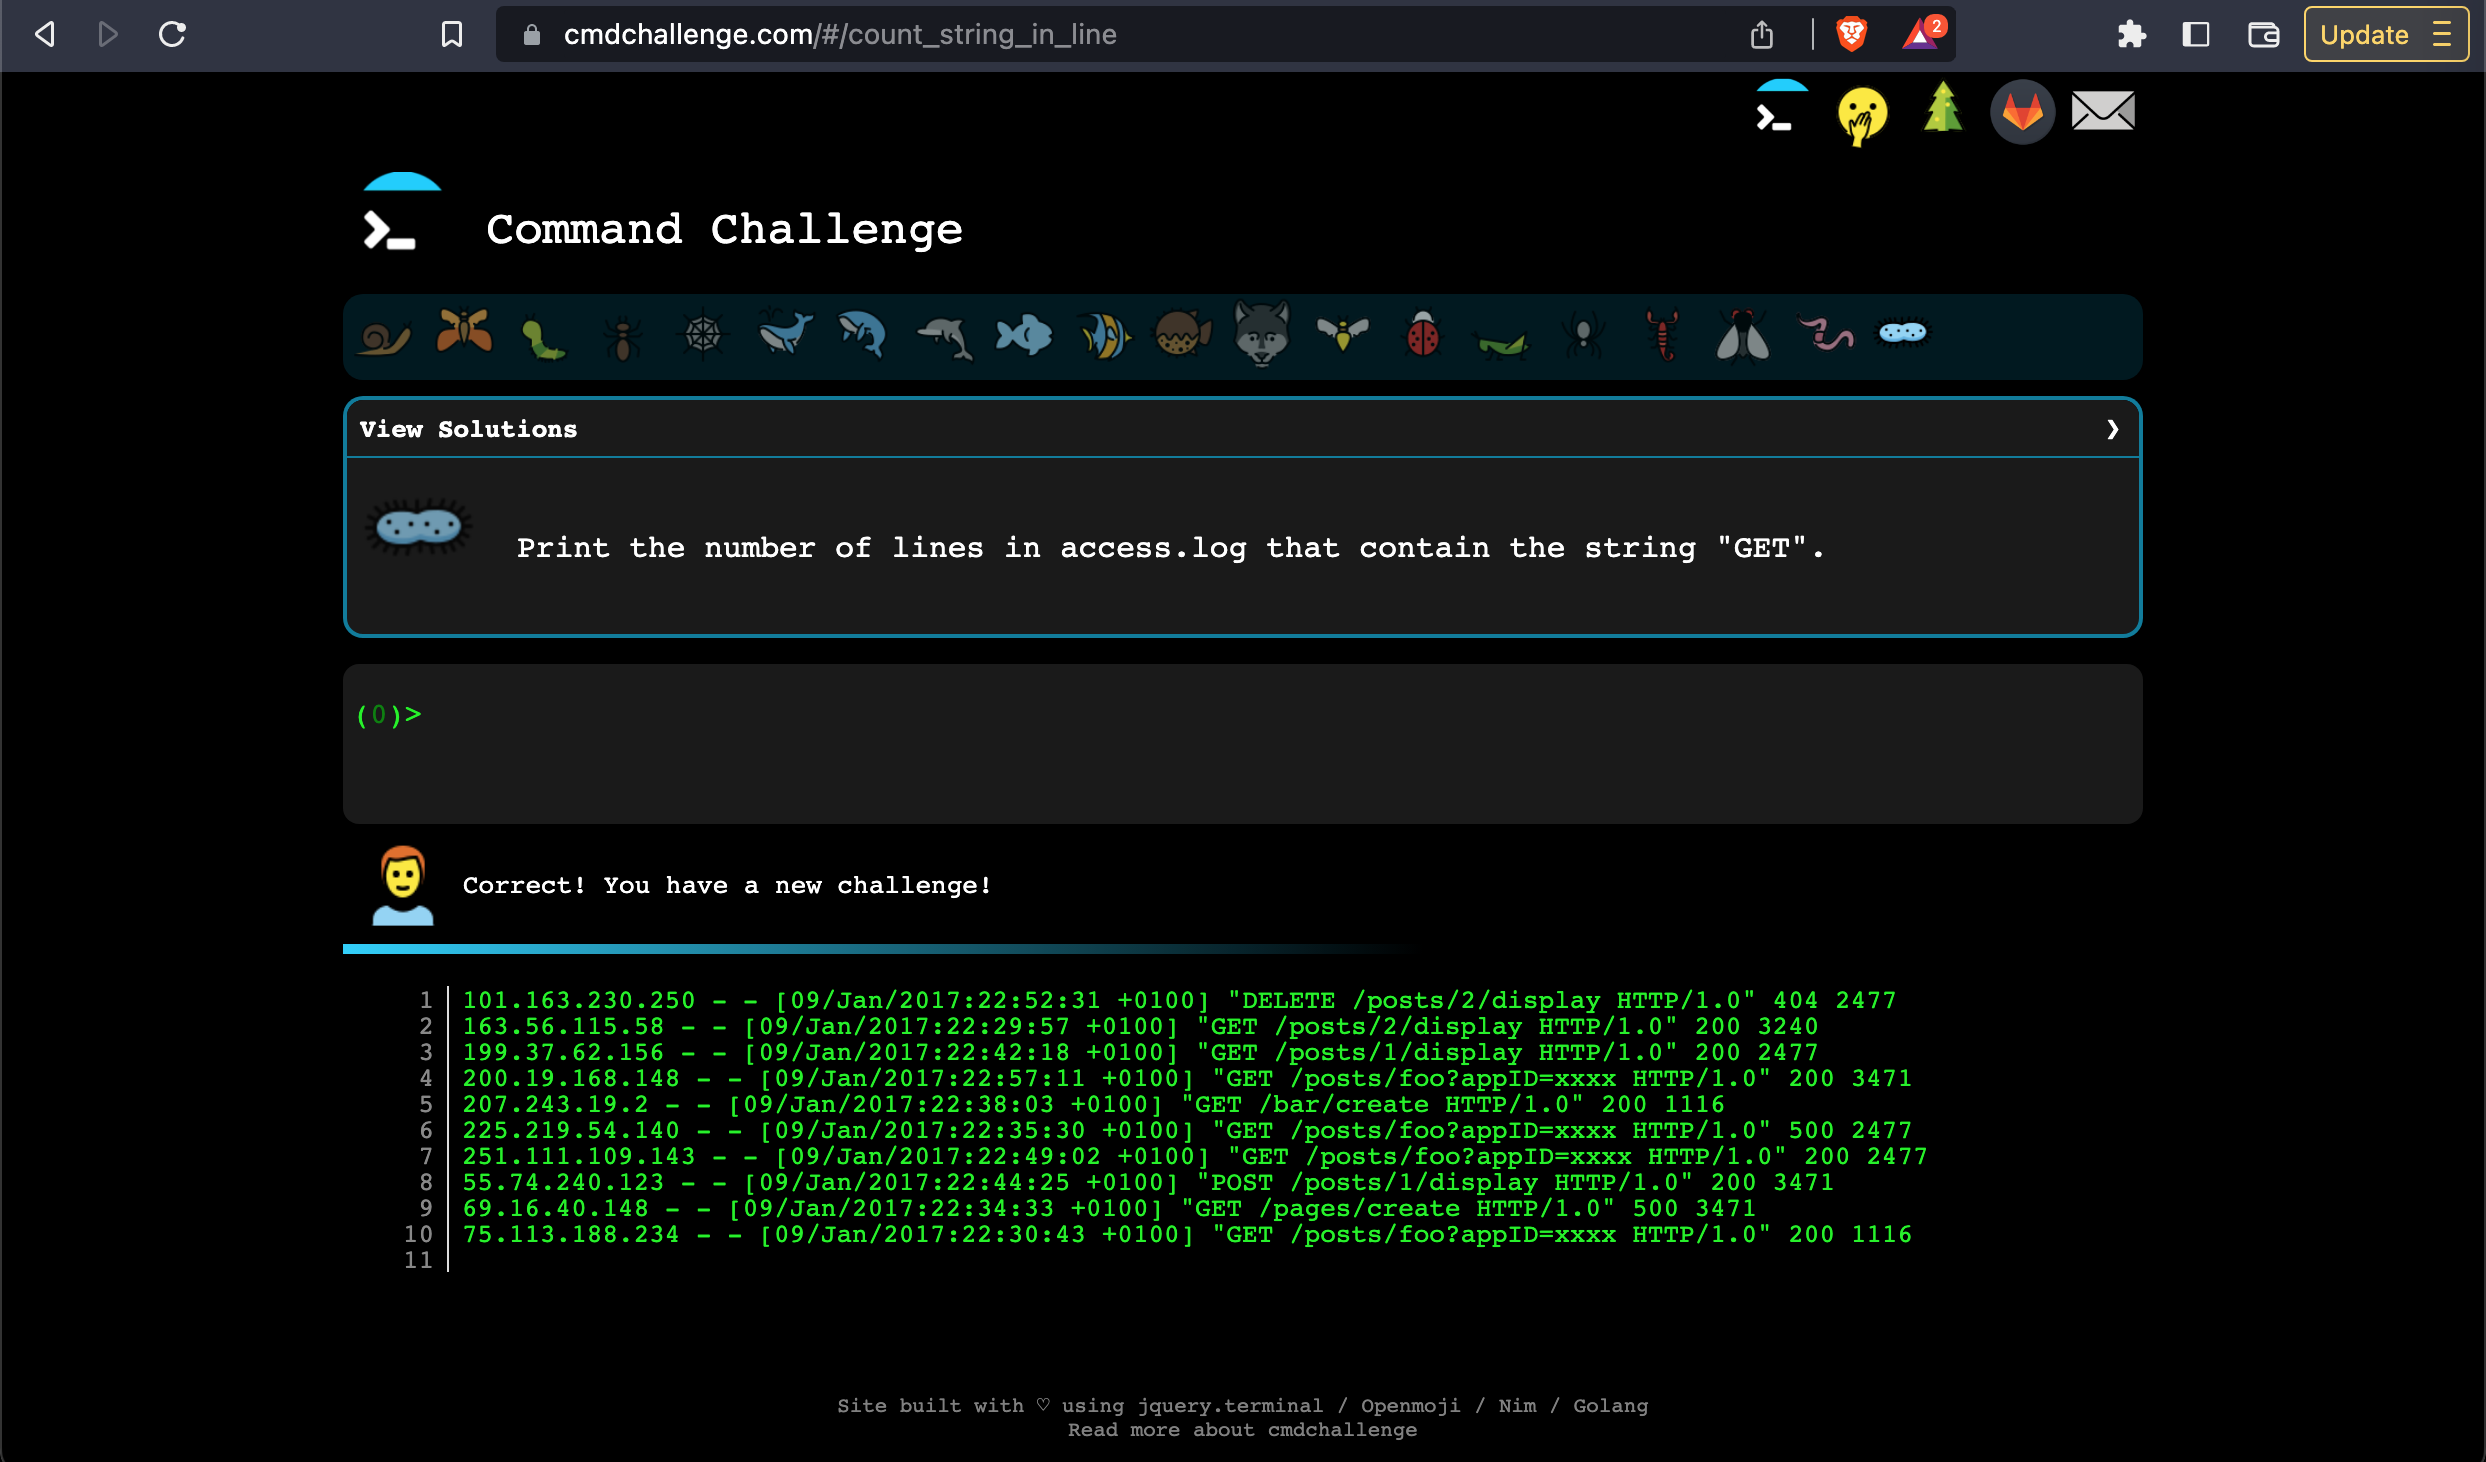 cmdchallenge.com/#/count_string_in_line
2
Update
Command Challenge
View Solutions
Print the number of lines in access.log that contain the string "GET".
(0)>
Correct! You have a new challenge!
1 101.163.230.250 - - [09/Jan/2017:22:52:31 +0100] "DELETE /posts/2/display HTTP/1.0" 404 2477
2 163.56.115.58 - - [09/Jan/2017:22:29:57 +0100] "GET /posts/2/display HTTP/1.0" 200 3240
3 199.37.62.156 - - [09/Jan/2017:22:42:18 +0100] "GET /posts/1/display HTTP/1.0" 200 2477
4 200.19.168.148 - - [09/Jan/2017:22:57:11 +0100] "GET /posts/foo?appID=xxxx HTTP/1.0" 200 3471
5 207.243.19.2 - - [09/Jan/2017:22:38:03 +0100] "GET /bar/create HTTP/1.0" 200 1116
6 225.219.54.140 - - [09/Jan/2017:22:35:30 +0100] "GET /posts/foo?appID=xxxx HTTP/1.0" 500 2477
7 251.111.109.143 - - [09/Jan/2017:22:49:02 +0100] "GET /posts/foo?appID=xxxx HTTP/1.0" 200 2477
8 55.74.240.123 - - [09/Jan/2017:22:44:25 +0100] "POST /posts/1/display HTTP/1.0" 200 3471
9 69.16.40.148 - - [09/Jan/2017:22:34:33 +0100] "GET /pages/create HTTP/1.0" 500 3471
10 75.113.188.234 - - [09/Jan/2017:22:30:43 +0100] "GET /posts/foo?appID=xxxx HTTP/1.0" 200 1116
11
Site built with ♡ using jquery.terminal / Openmoji / Nim / Golang
Read more about cmdchallenge